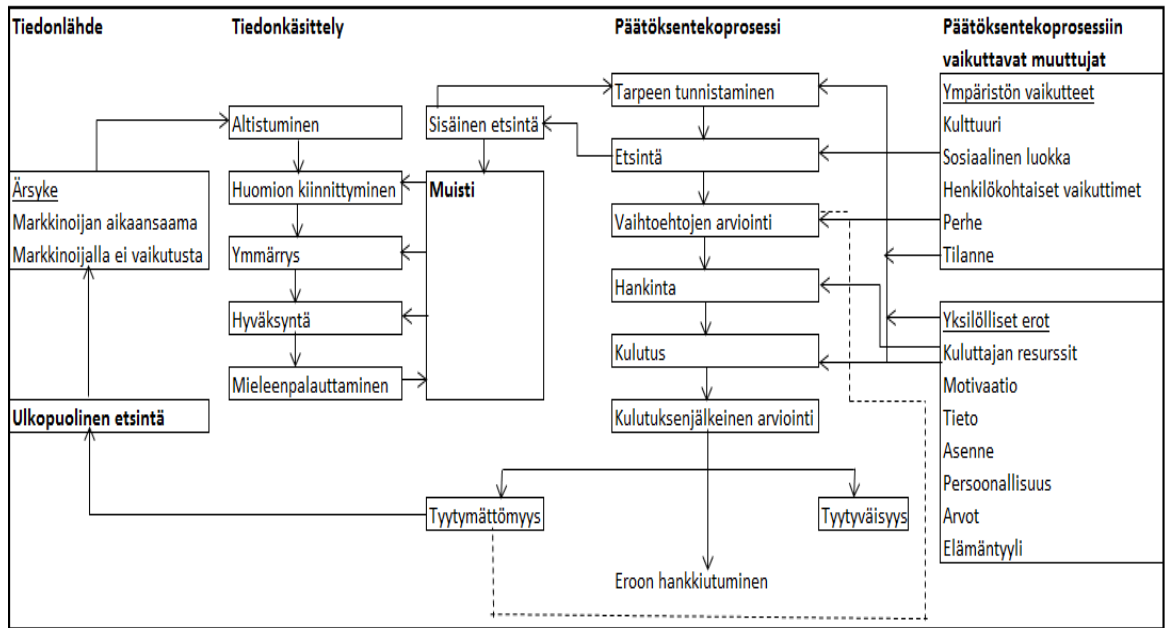 Tiedonlähde
Tiedonkäsittely
Päätöksentekoprosessi
Päätöksentekoprosessiin
vaikuttavat muuttujat
Ärsyke
Markkinoijan aikaansaama
Markkinoijalla ei vaikutusta
Ulkopuolinen etsintä
Altistuminen
Huomion kiinnittyminen
Ymmärrys
Hyväksyntä
Mieleenpalauttaminen
Sisäinen etsintä
Muisti
Tarpeen tunnistaminen
Etsintä
Vaihtoehtojen arviointi
Hankinta
Kulutus
Kulutuksenjälkeinen arviointi
Tyytymättömyys
Tyytyväisyys
Eroon hankkiutuminen
Ympäristön vaikutteet
Kulttuuri
Sosiaalinen luokka
Henkilökohtaiset vaikuttimet
Perhe
Tilanne
Yksilölliset erot
Kuluttajan resurssit
Motivaatio
Tieto
Asenne
Persoonallisuus
Arvot
Elämäntyyli